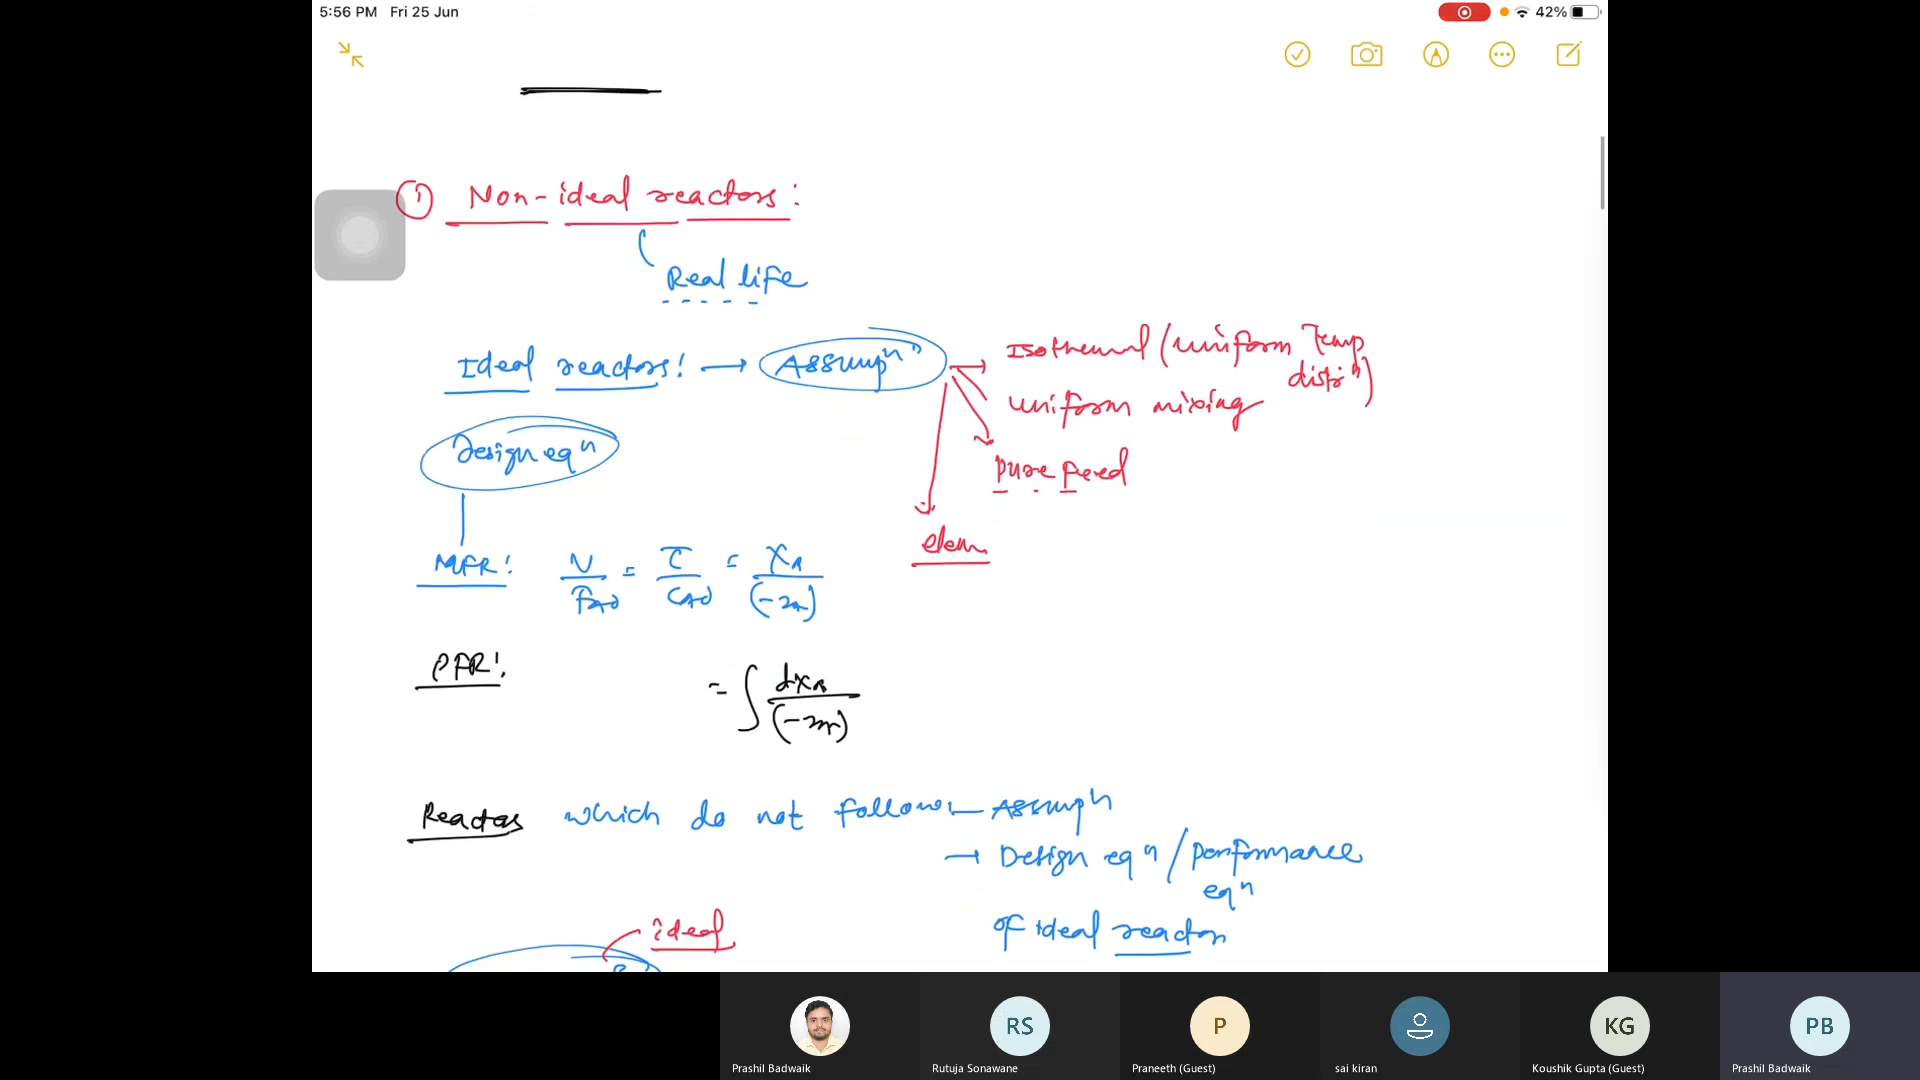 5:56 PM Fri 25 Jun
42%
① Non-ideal reactors:
Real life
Ideal reactors! → Assumpⁿ
Isothermal (uniform Temp
distriⁿ)
uniform mixing
Design eqⁿ
pure feed
elem
MFR! V/FA0 = τ/CA0 = XA/(-rA)
PFR! = ∫ dXA/(-rA)
Reactors which do not follow — Assumpⁿ
→ Design eqⁿ / performance
eqⁿ
of ideal reactor
ideal
RS
P
KG
PB
Prashil Badwaik
Rutuja Sonawane
Praneeth (Guest)
sai kiran
Koushik Gupta (Guest)
Prashil Badwaik